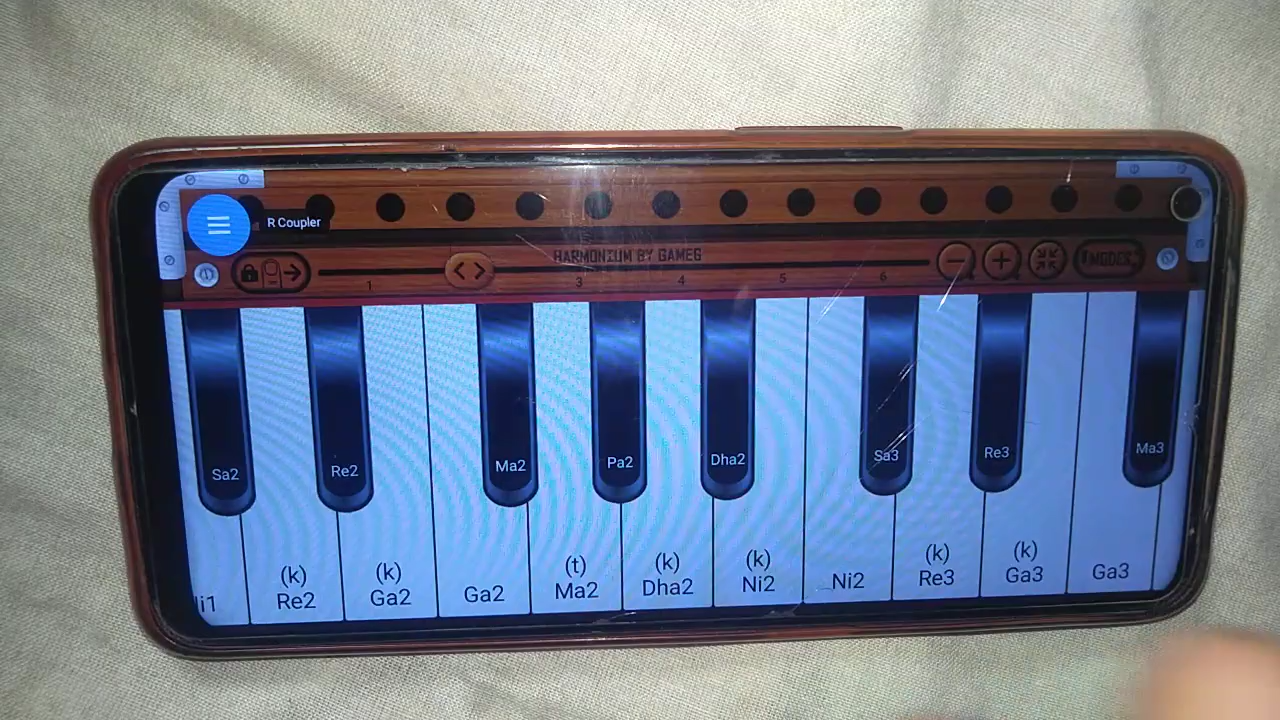 R Coupler
HARMONIUM BY GAMEG
MODES
1
3
4
5
6
Sa2
Re2
Ma2
Pa2
Dha2
Sa3
Re3
Ma3
(k)
Re2
(k)
Ga2
Ga2
(t)
Ma2
(k)
Dha2
(k)
Ni2
Ni2
(k)
Re3
(k)
Ga3
Ga3